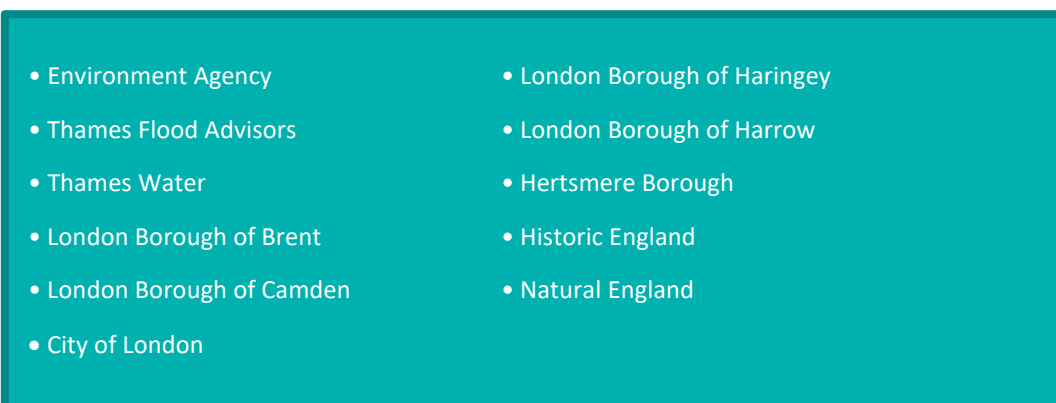 • Environment Agency
• Thames Flood Advisors
• Thames Water
• London Borough of Brent
• London Borough of Camden
• City of London
• London Borough of Haringey
• London Borough of Harrow
• Hertsmere Borough
• Historic England
• Natural England